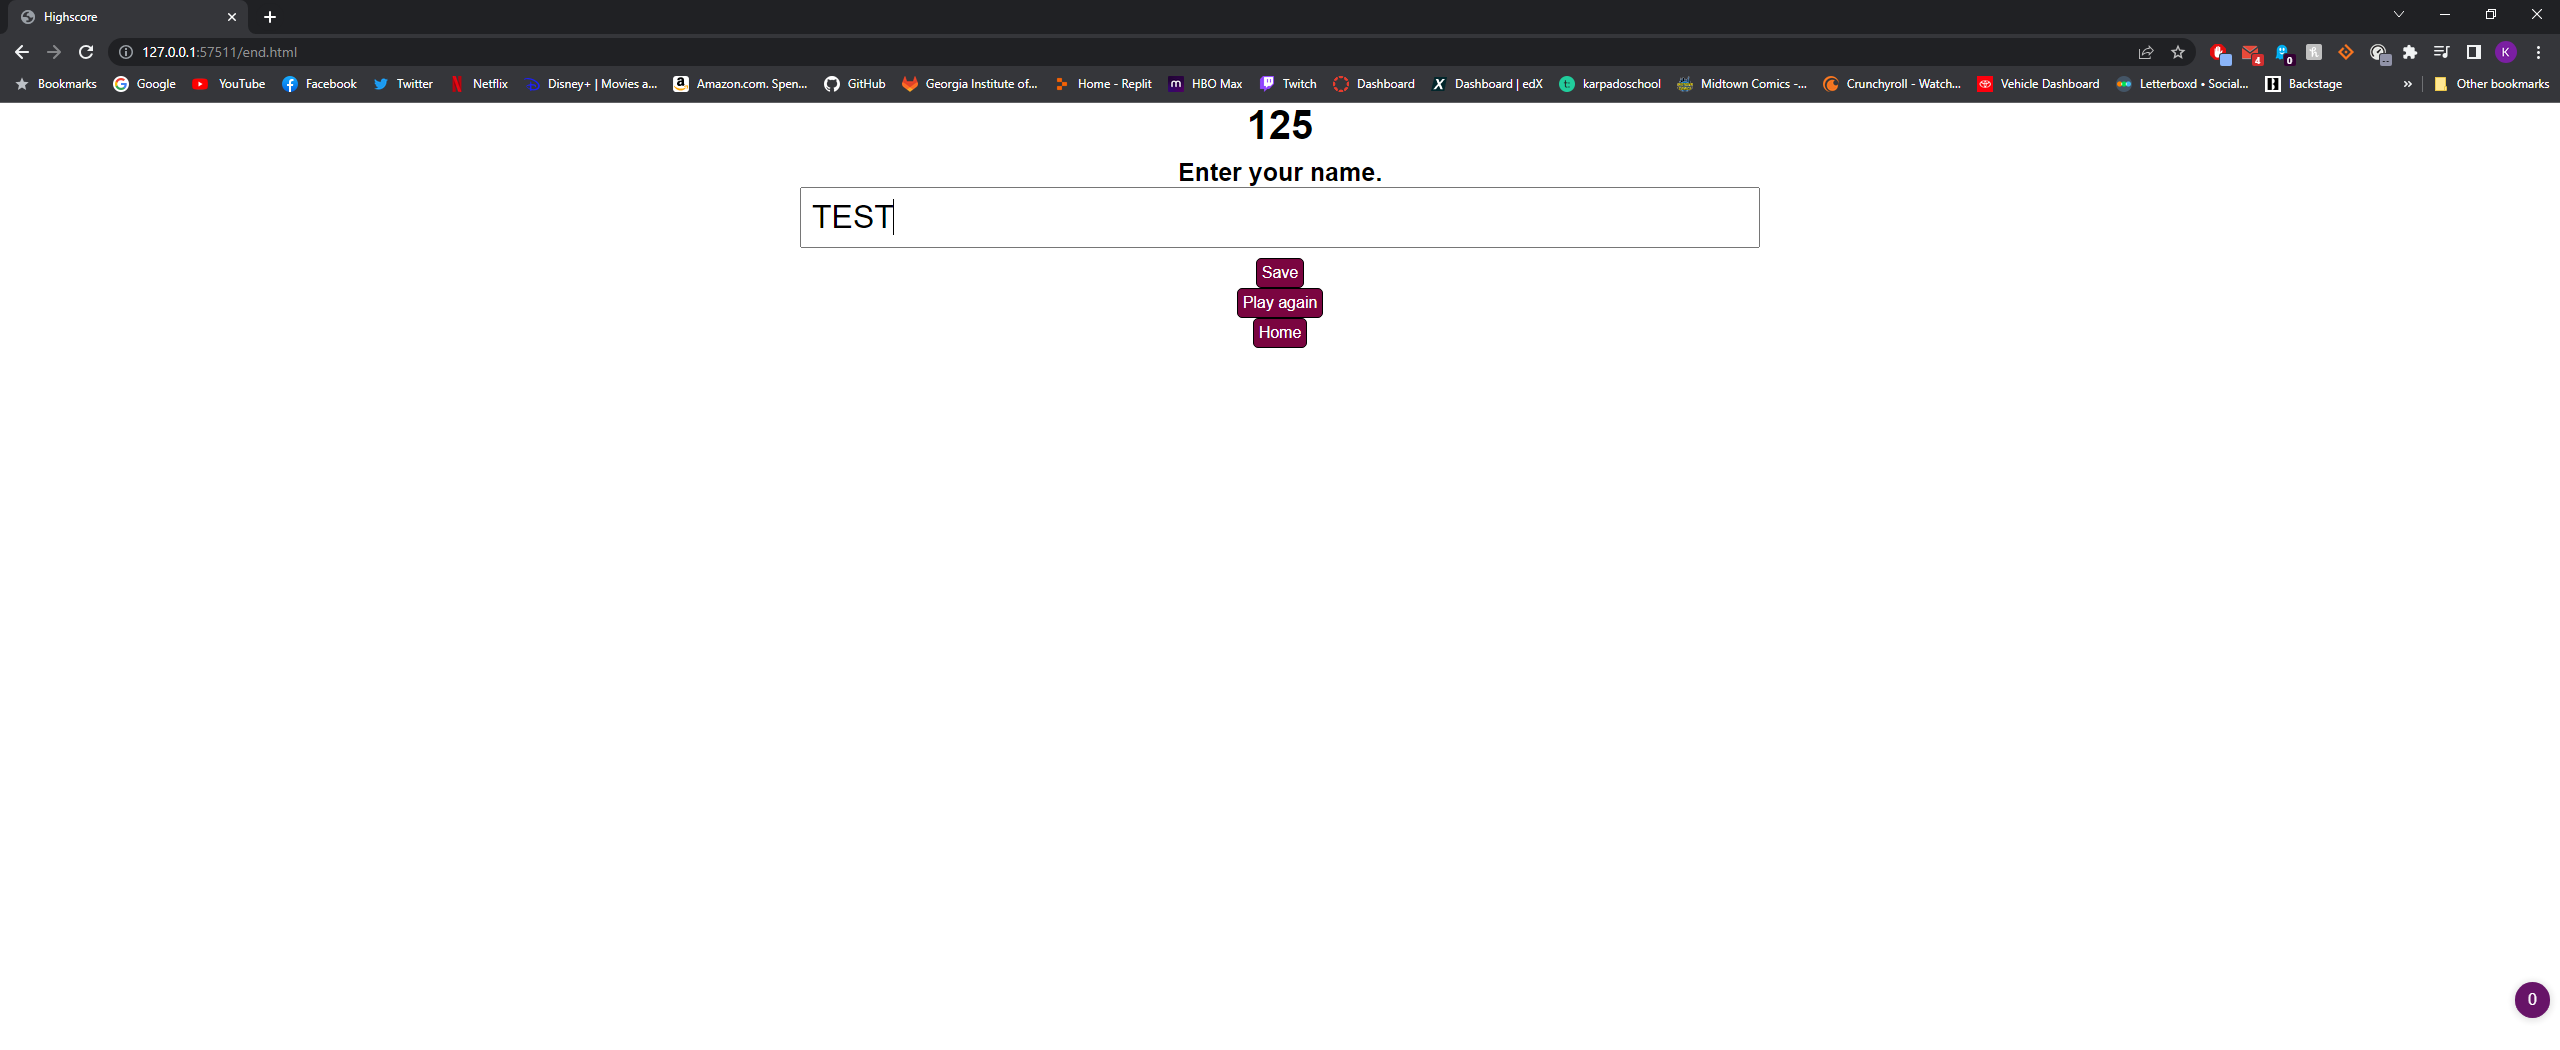 Highscore
127.0.0.1:57511/end.html
4
0
K
Bookmarks Google YouTube Facebook Twitter Netflix Disney+ | Movies a... Amazon.com. Spen... GitHub Georgia Institute of... Home - Replit HBO Max Twitch Dashboard Dashboard | edX karpadoschool Midtown Comics -... Crunchyroll - Watch... Vehicle Dashboard Letterboxd • Social... Backstage » Other bookmarks
125
Enter your name.
TEST
Save
Play again
Home
0